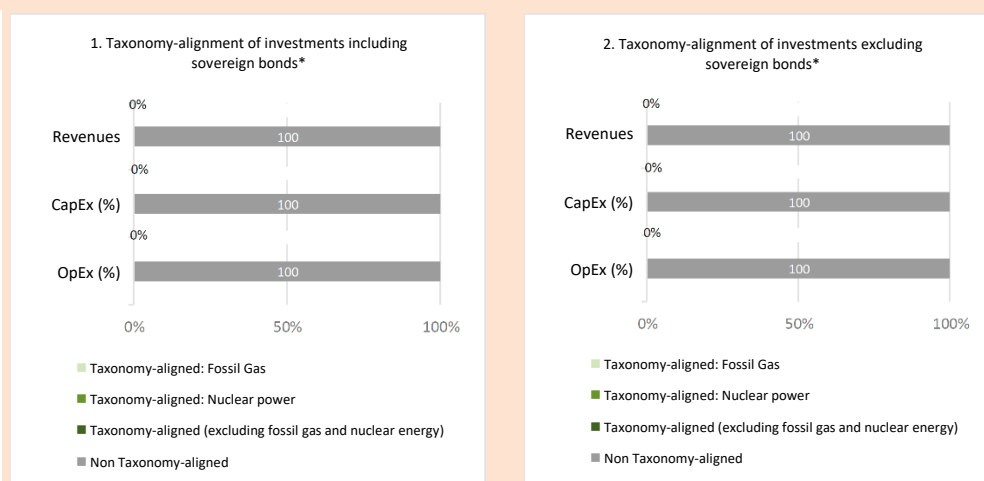 1. Taxonomy-alignment of investments including
sovereign bonds*
0%
Revenues
100
0%
CapEx (%)
100
0%
OpEx (%)
100
0%
50%
100%
Taxonomy-aligned: Fossil Gas
Taxonomy-aligned: Nuclear power
Taxonomy-aligned (excluding fossil gas and nuclear energy)
Non Taxonomy-aligned
2. Taxonomy-alignment of investments excluding
sovereign bonds*
0%
Revenues
100
0%
CapEx (%)
100
0%
OpEx (%)
100
0%
50%
100%
Taxonomy-aligned: Fossil Gas
Taxonomy-aligned: Nuclear power
Taxonomy-aligned (excluding fossil gas and nuclear energy)
Non Taxonomy-aligned